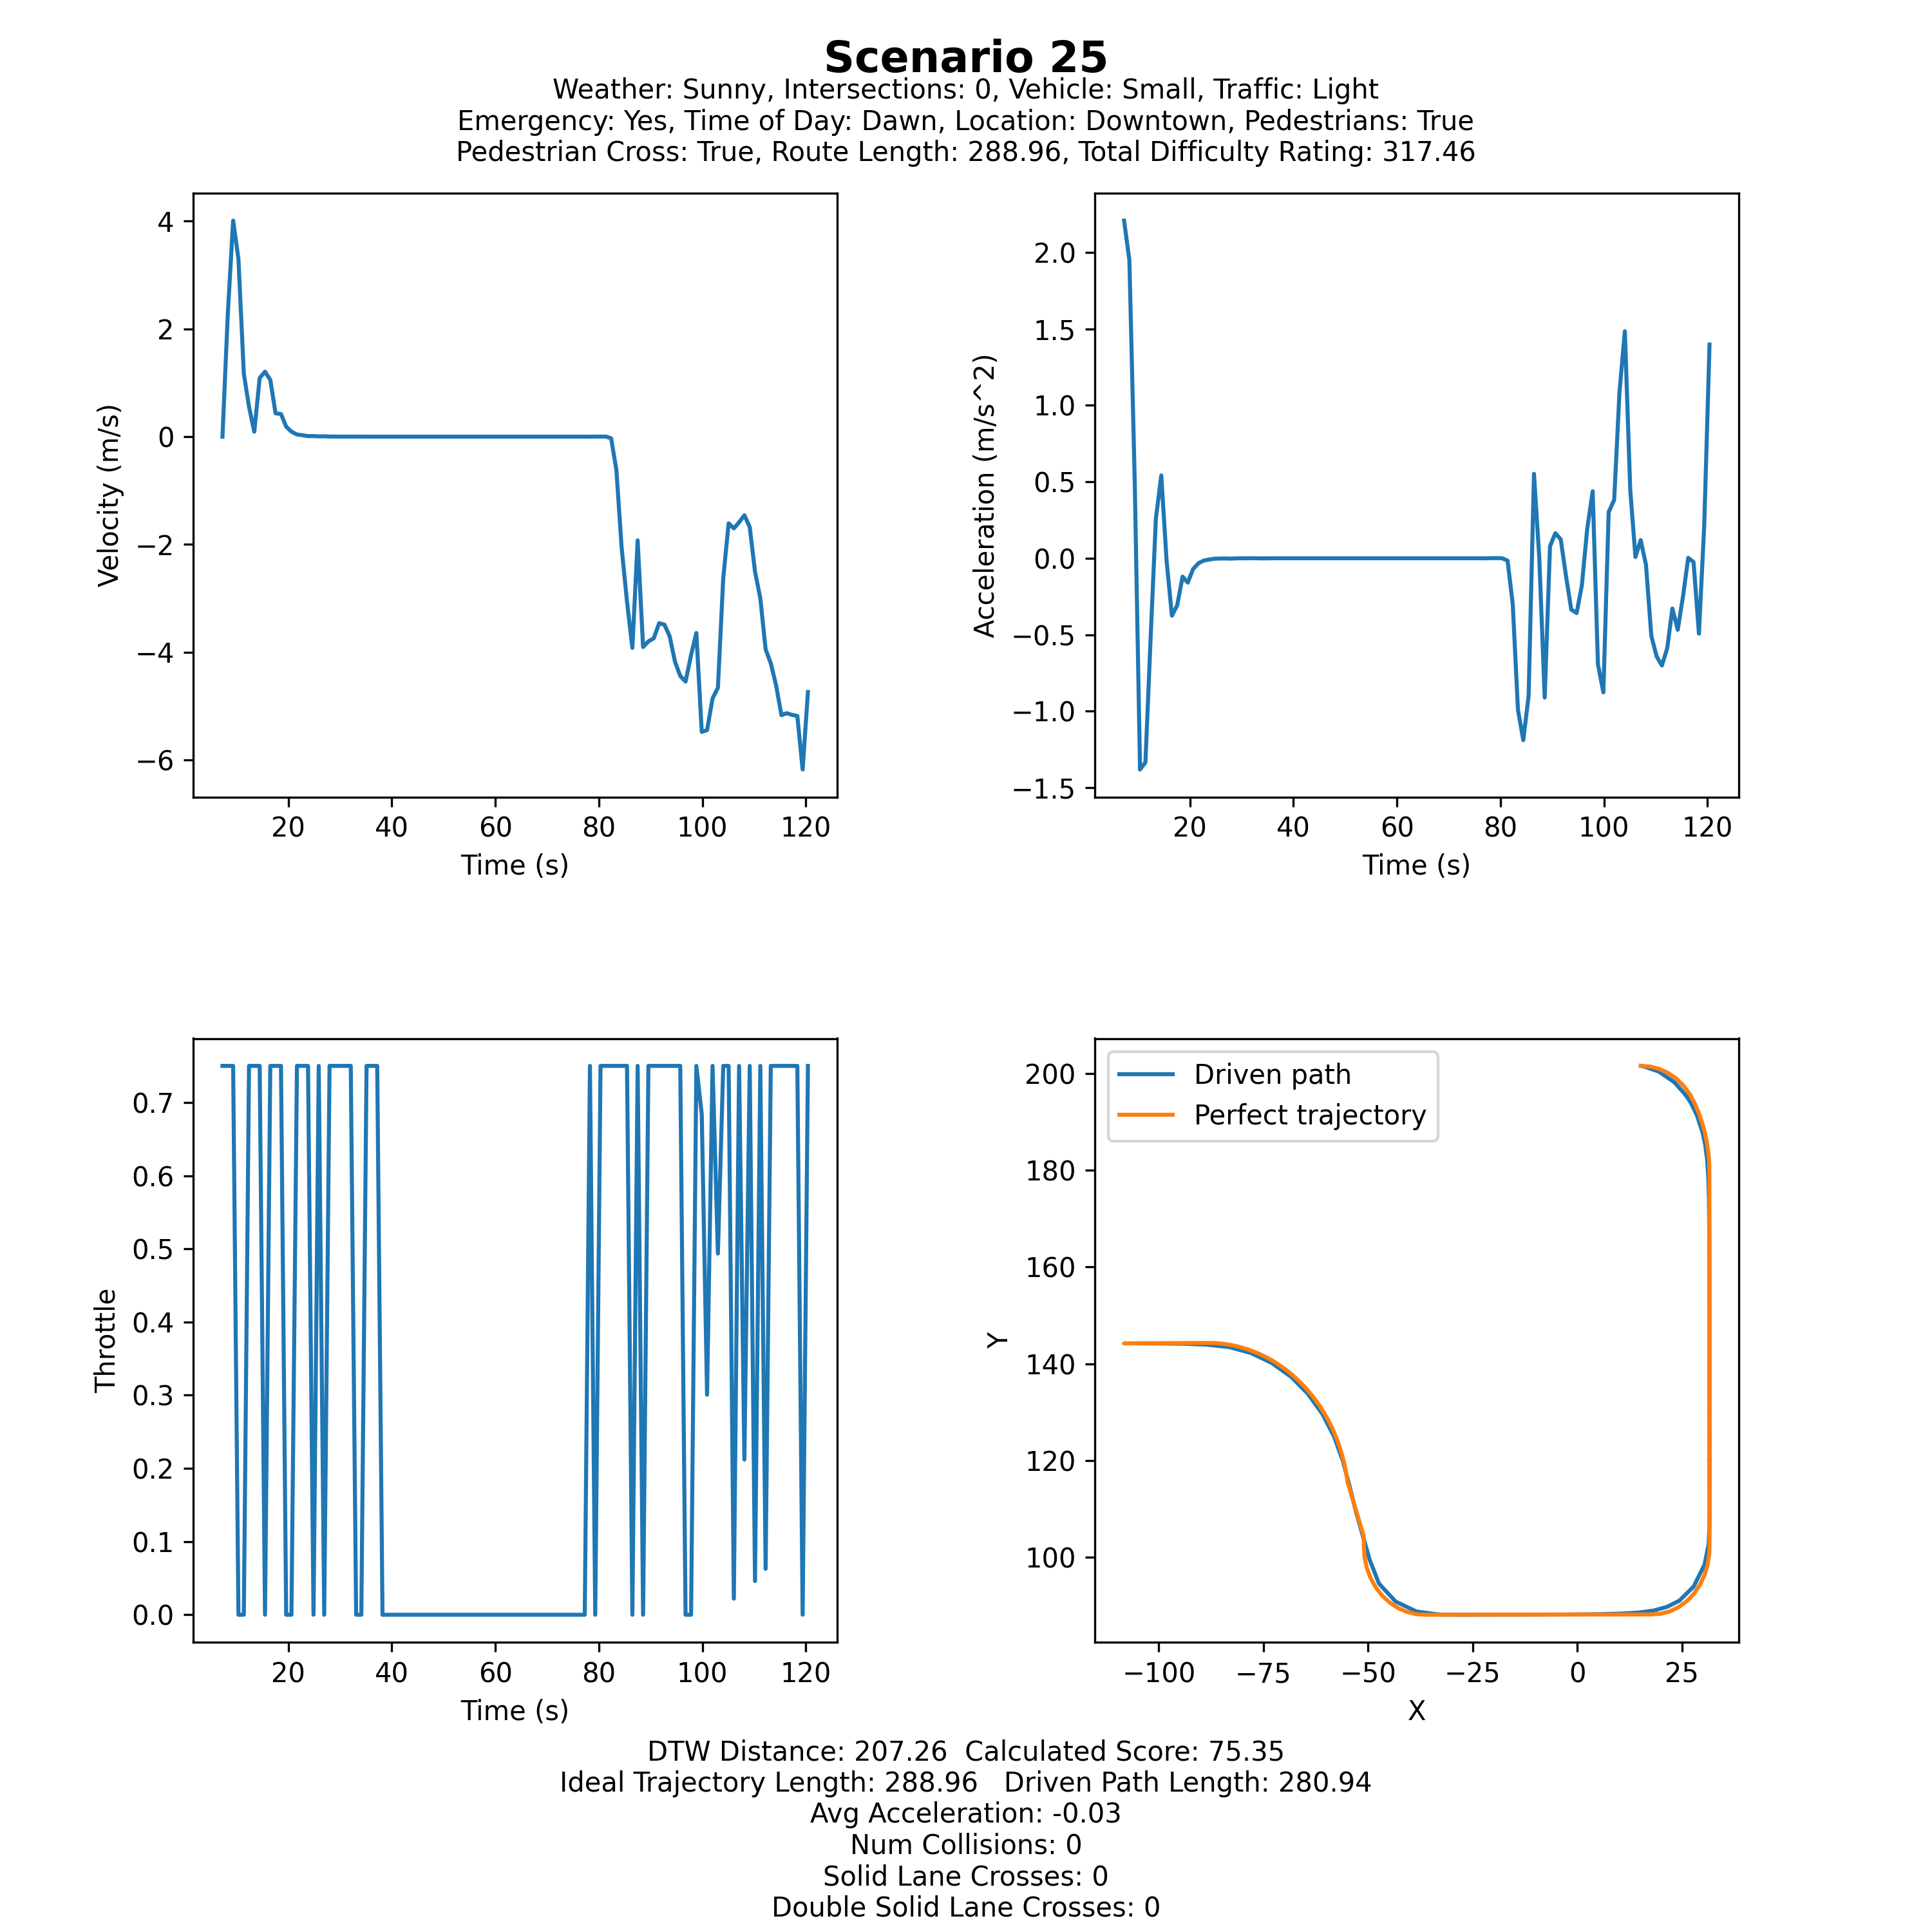 Scenario 25
Weather: Sunny, Intersections: 0, Vehicle: Small, Traffic: Light
Emergency: Yes, Time of Day: Dawn, Location: Downtown, Pedestrians: True
Pedestrian Cross: True, Route Length: 288.96, Total Difficulty Rating: 317.46
4
2
0
−2
−4
−6
Velocity (m/s)
20 40 60 80 100 120
Time (s)
2.0
1.5
1.0
0.5
0.0
−0.5
−1.0
−1.5
Acceleration (m/s^2)
20 40 60 80 100 120
Time (s)
0.7
0.6
0.5
0.4
0.3
0.2
0.1
0.0
Throttle
20 40 60 80 100 120
Time (s)
Driven path
Perfect trajectory
200
180
160
140
120
100
Y
−100 −75 −50 −25 0 25
X
DTW Distance: 207.26 Calculated Score: 75.35
Ideal Trajectory Length: 288.96 Driven Path Length: 280.94
Avg Acceleration: -0.03
Num Collisions: 0
Solid Lane Crosses: 0
Double Solid Lane Crosses: 0